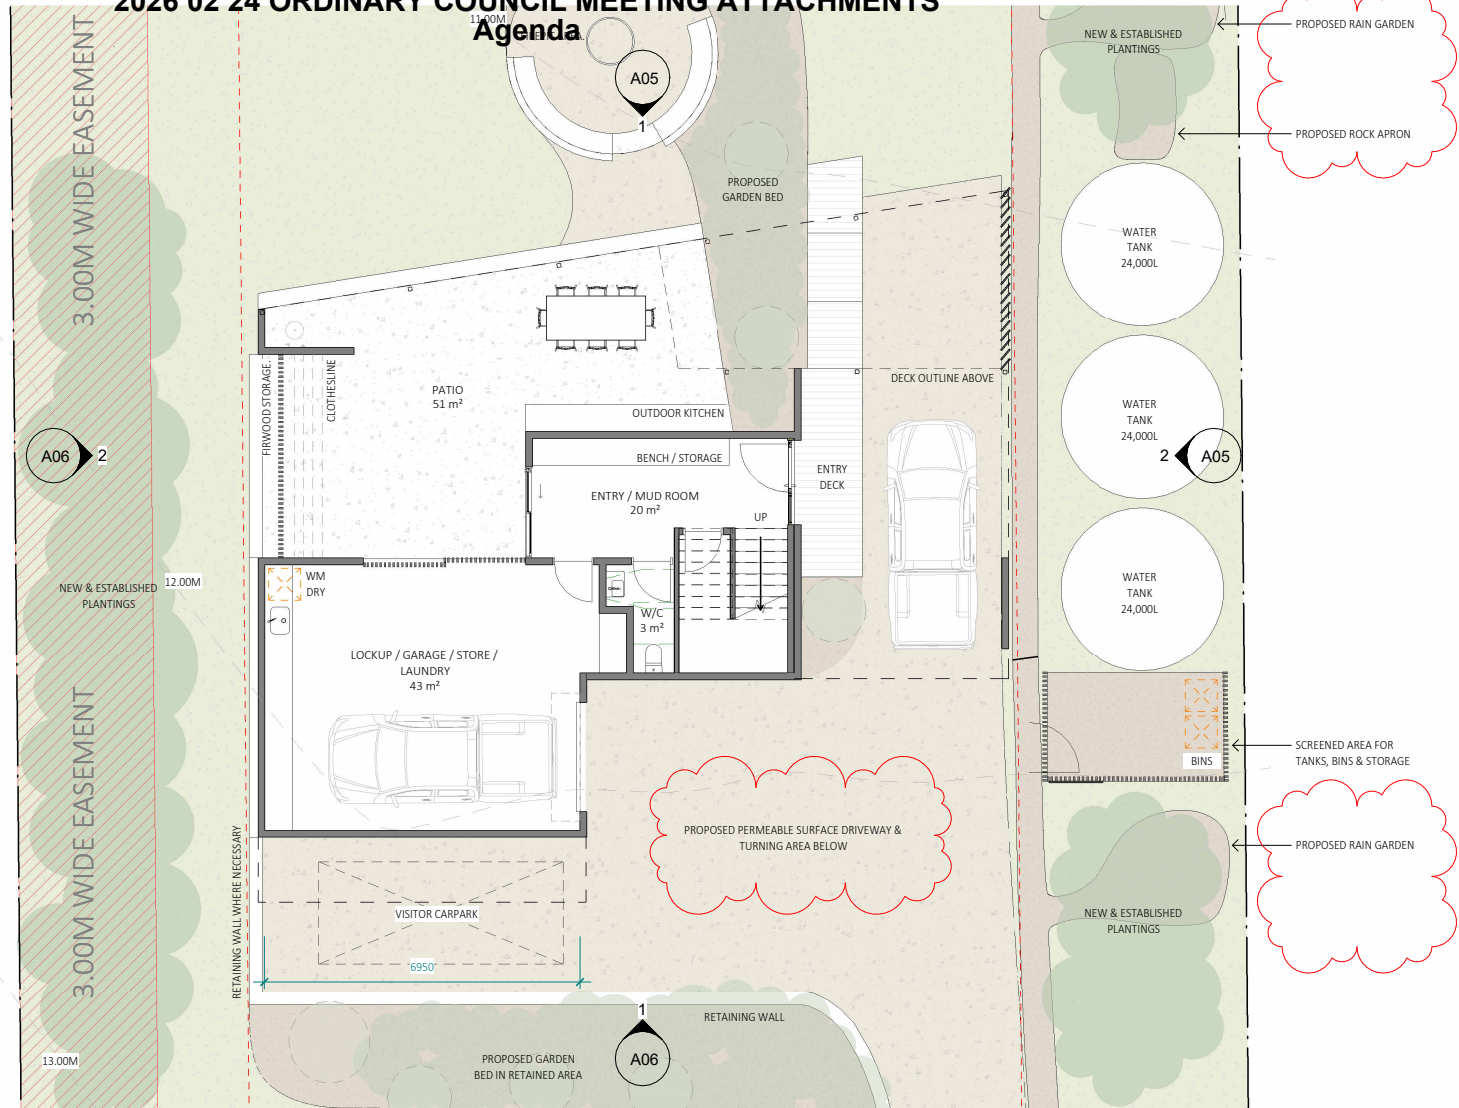 2026 02 24 ORDINARY COUNCIL MEETING ATTACHMENTS
Agenda
11.00M
3.00M WIDE EASEMENT
A05
1
NEW & ESTABLISHED
PLANTINGS
PROPOSED RAIN GARDEN
PROPOSED ROCK APRON
PROPOSED
GARDEN BED
WATER
TANK
24,000L
DECK OUTLINE ABOVE
FIRWOOD STORAGE.
CLOTHESLINE
PATIO
51 m²
OUTDOOR KITCHEN
WATER
TANK
24,000L
A06
2
2
A05
BENCH / STORAGE
ENTRY / MUD ROOM
20 m²
ENTRY
DECK
UP
NEW & ESTABLISHED
PLANTINGS
12.00M
WM
DRY
W/C
3 m²
WATER
TANK
24,000L
LOCKUP / GARAGE / STORE /
LAUNDRY
43 m²
3.00M WIDE EASEMENT
BINS
SCREENED AREA FOR
TANKS, BINS & STORAGE
PROPOSED PERMEABLE SURFACE DRIVEWAY &
TURNING AREA BELOW
PROPOSED RAIN GARDEN
RETAINING WALL WHERE NECESSARY
VISITOR CARPARK
6950
NEW & ESTABLISHED
PLANTINGS
1
A06
RETAINING WALL
13.00M
PROPOSED GARDEN
BED IN RETAINED AREA